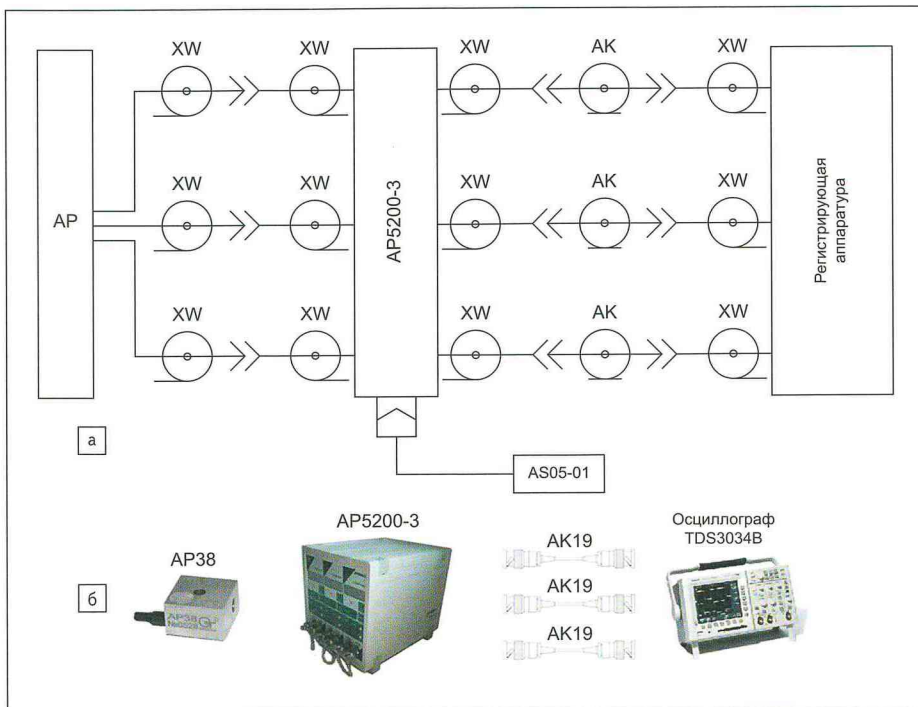 XW XW XW AK XW
AP
AP5200-3
Регистрирующая
аппаратура
XW XW XW AK XW
XW XW XW AK XW
а
AS05-01
б
AP38
AP38
AP5200-3
AK19
AK19
AK19
Осциллограф
TDS3034B